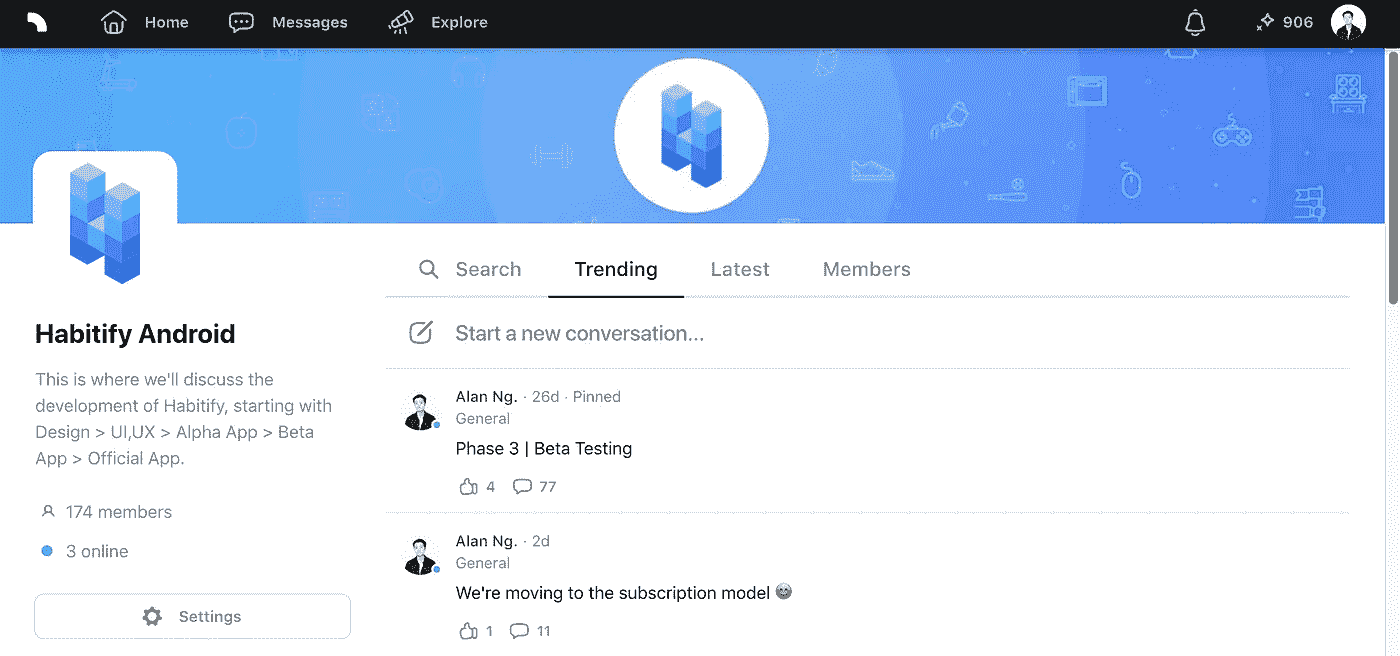 Home Messages Explore 906
Search Trending Latest Members
Habitify Android
This is where we'll discuss the
development of Habitify, starting with
Design > UI,UX > Alpha App > Beta
App > Official App.
174 members
3 online
Settings
Start a new conversation...
Alan Ng. · 26d · Pinned
General
Phase 3 | Beta Testing
4 77
Alan Ng. · 2d
General
We're moving to the subscription model
1 11